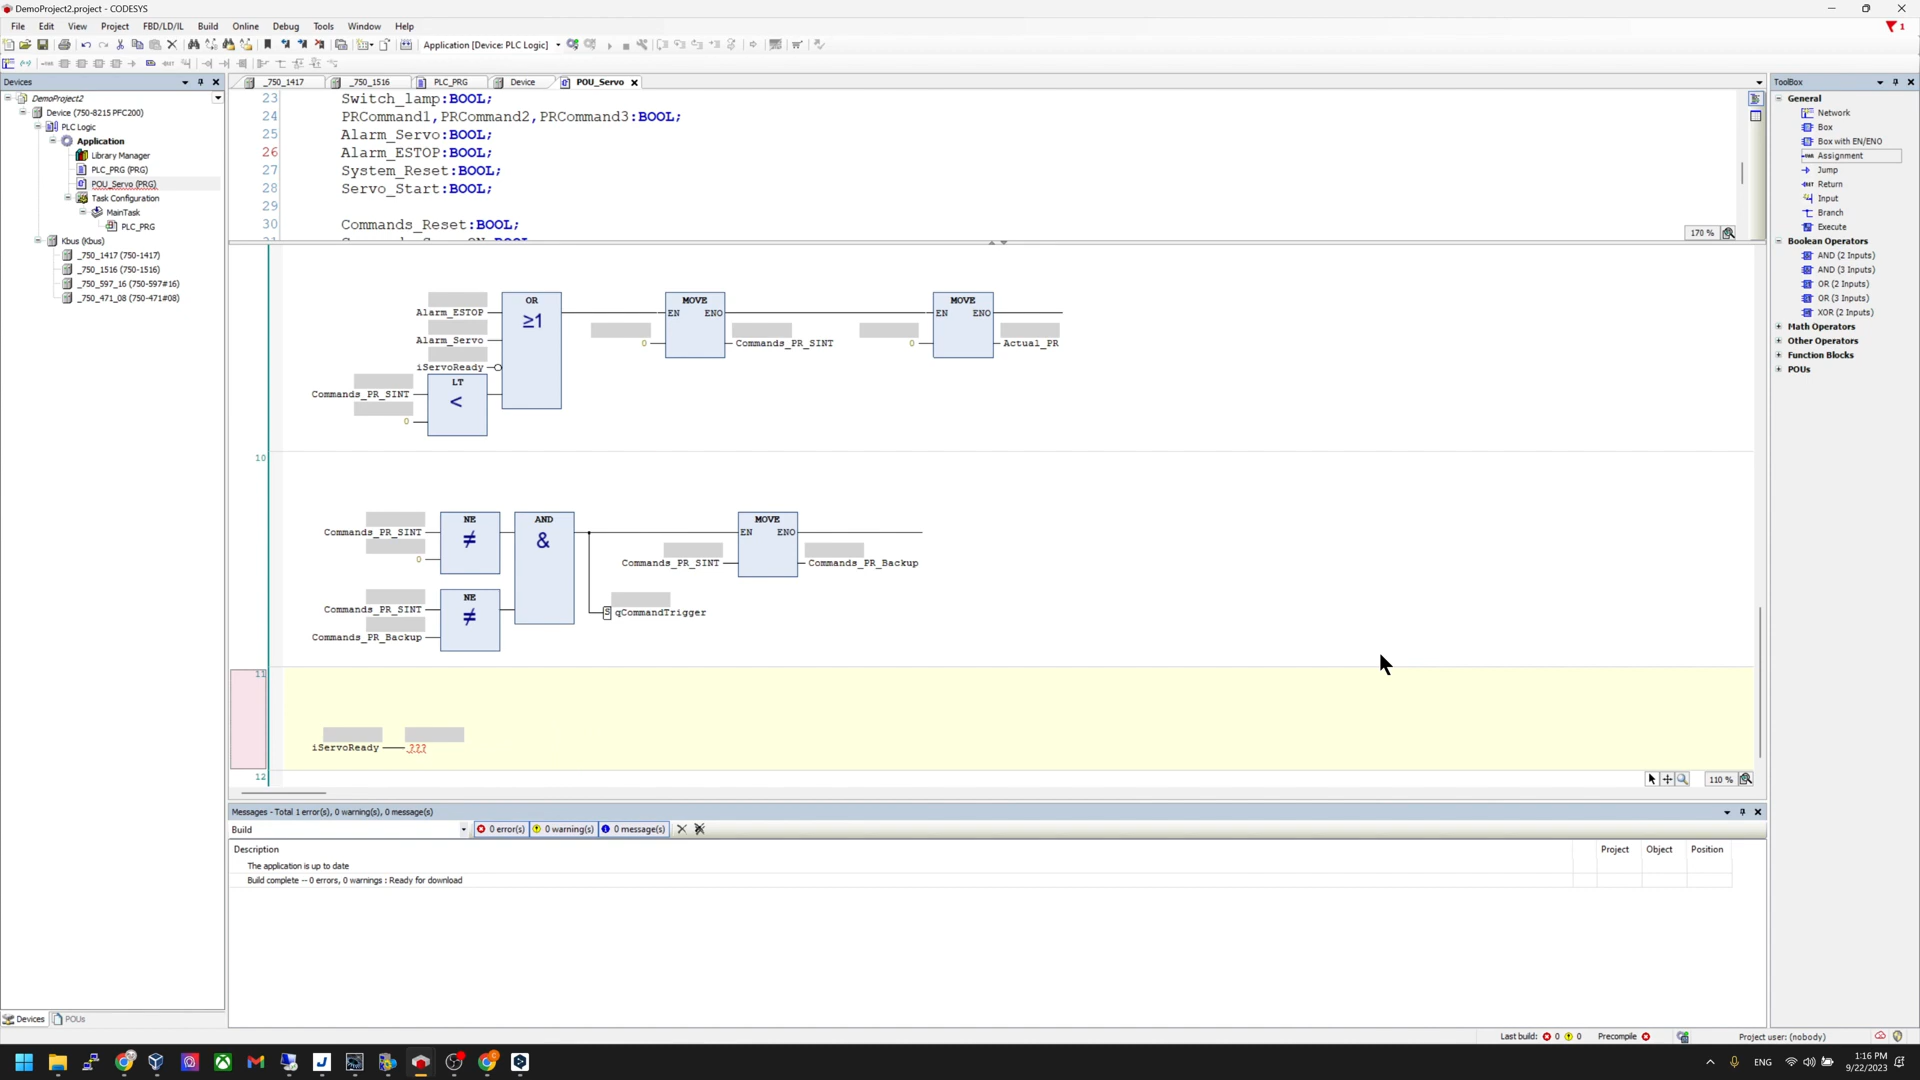 DemoProject2.project - CODESYS
File Edit View Project FBD/LD/IL Build Online Debug Tools Window Help
Application [Device: PLC Logic]
Devices
DemoProject2
Device (750-8215 PFC200)
PLC Logic
Application
Library Manager
PLC_PRG (PRG)
POU_Servo (PRG)
Task Configuration
MainTask
PLC_PRG
Kbus (Kbus)
_750_1417 (750-1417)
_750_1516 (750-1516)
_750_597_16 (750-597#16)
_750_471_08 (750-471#08)
Devices POUs
_750_1417 _750_1516 PLC_PRG Device POU_Servo
23 Switch_lamp:BOOL;
24 PRCommand1,PRCommand2,PRCommand3:BOOL;
25 Alarm_Servo:BOOL;
26 Alarm_ESTOP:BOOL;
27 System_Reset:BOOL;
28 Servo_Start:BOOL;
29
30 Commands_Reset:BOOL;
170 %
OR MOVE MOVE
Alarm_ESTOP ≥1 EN ENO EN ENO
Alarm_Servo 0 Commands_PR_SINT 0 Actual_PR
iServoReady
LT
Commands_PR_SINT <
0
10
NE AND MOVE
Commands_PR_SINT ≠ & EN ENO
0 Commands_PR_SINT Commands_PR_Backup
NE
Commands_PR_SINT ≠ S qCommandTrigger
Commands_PR_Backup
11
iServoReady ???
12
110 %
Messages - Total 1 error(s), 0 warning(s), 0 message(s)
Build 0 error(s) 0 warning(s) 0 message(s)
Description Project Object Position
The application is up to date
Build complete -- 0 errors, 0 warnings : Ready for download
ToolBox
General
Network
Box
Box with EN/ENO
Assignment
Jump
Return
Input
Branch
Execute
Boolean Operators
AND (2 Inputs)
AND (3 Inputs)
OR (2 Inputs)
OR (3 Inputs)
XOR (2 Inputs)
Math Operators
Other Operators
Function Blocks
POUs
1
Last build: 0 0 Precompile Project user: (nobody)
ENG 1:16 PM
9/22/2023